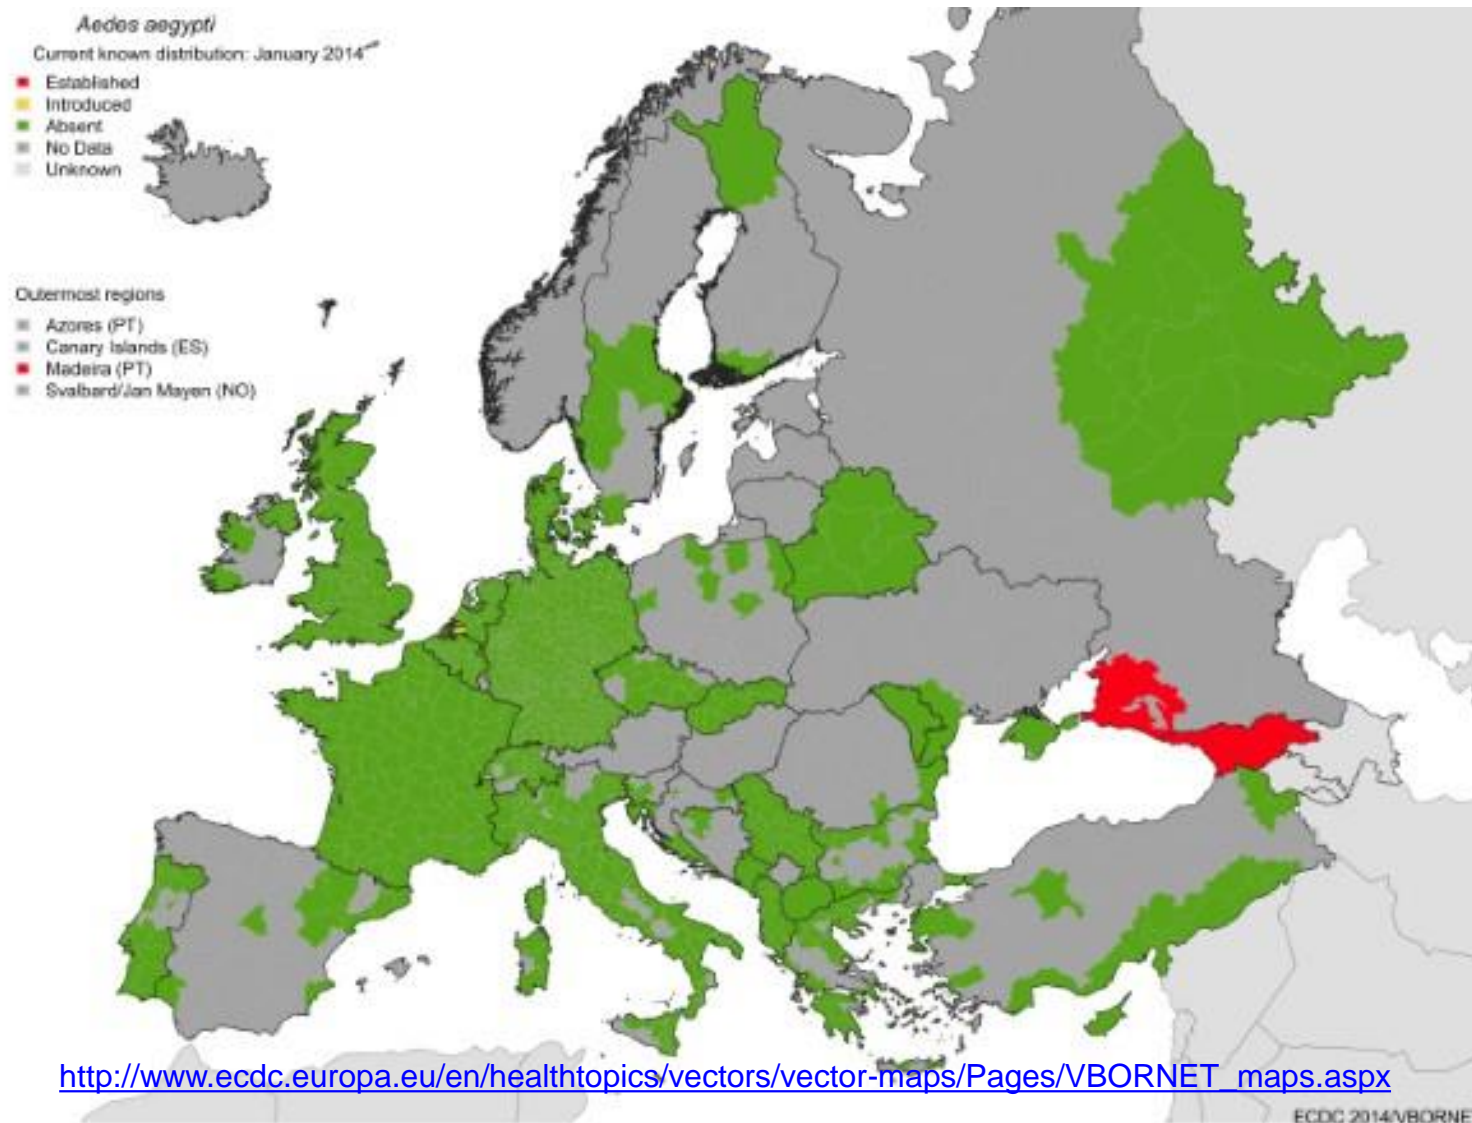 Aedes aegypti
Current known distribution: January 2014
Established
Introduced
Absent
No Data
Unknown
Outermost regions
Azores (PT)
Canary Islands (ES)
Madeira (PT)
Svalbard/Jan Mayen (NO)
http://www.ecdc.europa.eu/en/healthtopics/vectors/vector-maps/Pages/VBORNET_maps.aspx
ECDC 2014/VBORNE